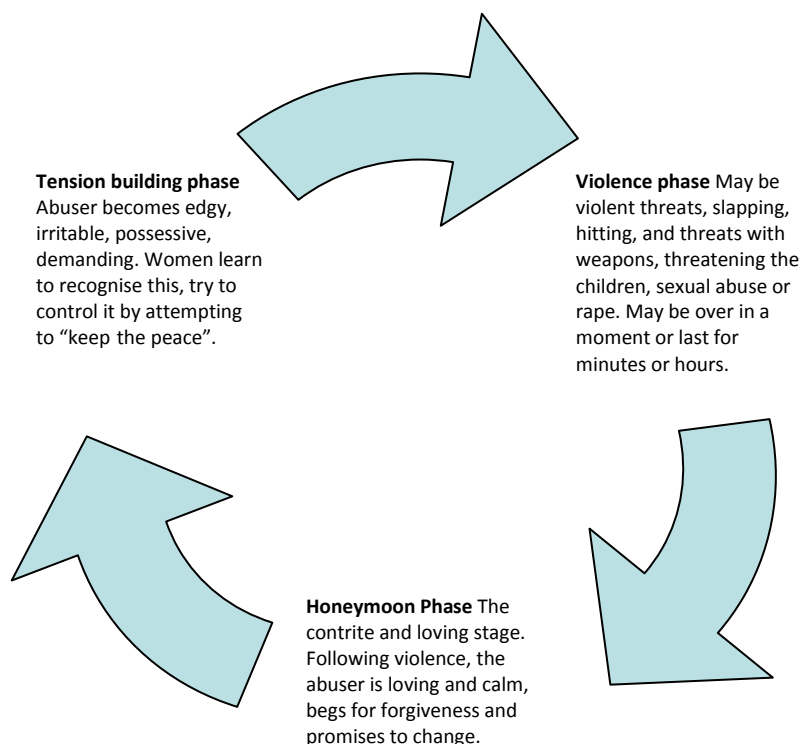 Tension building phase
Abuser becomes edgy,
irritable, possessive,
demanding. Women learn
to recognise this, try to
control it by attempting
to “keep the peace”.
Violence phase May be
violent threats, slapping,
hitting, and threats with
weapons, threatening the
children, sexual abuse or
rape. May be over in a
moment or last for
minutes or hours.
Honeymoon Phase The
contrite and loving stage.
Following violence, the
abuser is loving and calm,
begs for forgiveness and
promises to change.